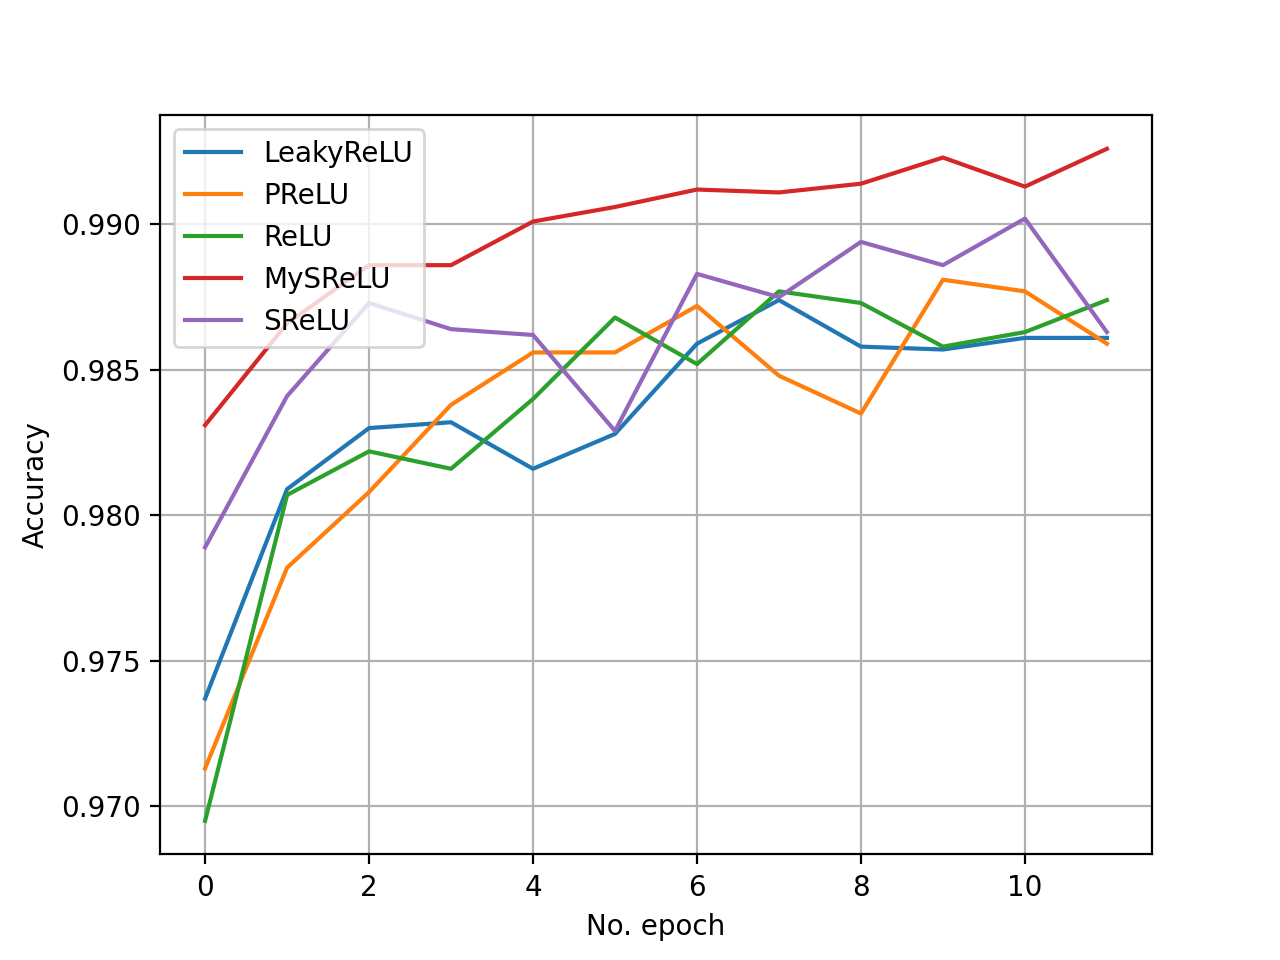 LeakyReLU
PReLU
ReLU
MySReLU
SReLU
0.990
0.985
0.980
0.975
0.970
Accuracy
0 2 4 6 8 10
No. epoch